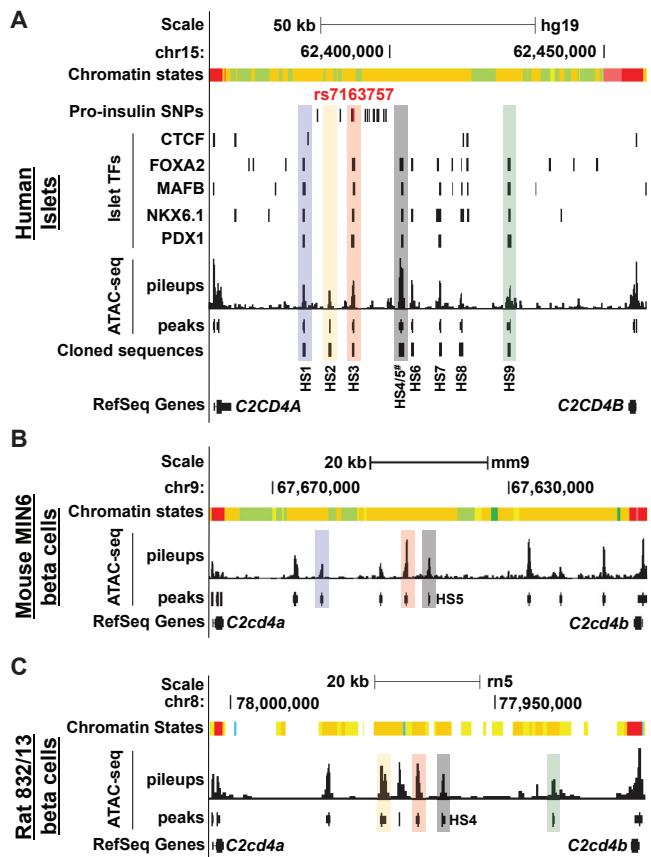 A
Scale 50 kb hg19
chr15: 62,400,000 62,450,000
Chromatin states
rs7163757
Pro-insulin SNPs
Human Islets
Islet TFs
CTCF
FOXA2
MAFB
NKX6.1
PDX1
ATAC-seq
pileups
peaks
Cloned sequences
HS1 HS2 HS3 HS4/5# HS6 HS7 HS8 HS9
RefSeq Genes C2CD4A C2CD4B
B
Scale 20 kb mm9
chr9: 67,670,000 67,630,000
Chromatin states
Mouse MIN6 beta cells
ATAC-seq
pileups
peaks HS5
RefSeq Genes C2cd4a C2cd4b
C
Scale 20 kb rn5
chr8: 78,000,000 77,950,000
Chromatin States
Rat 832/13 beta cells
ATAC-seq
pileups
peaks HS4
RefSeq Genes C2cd4a C2cd4b